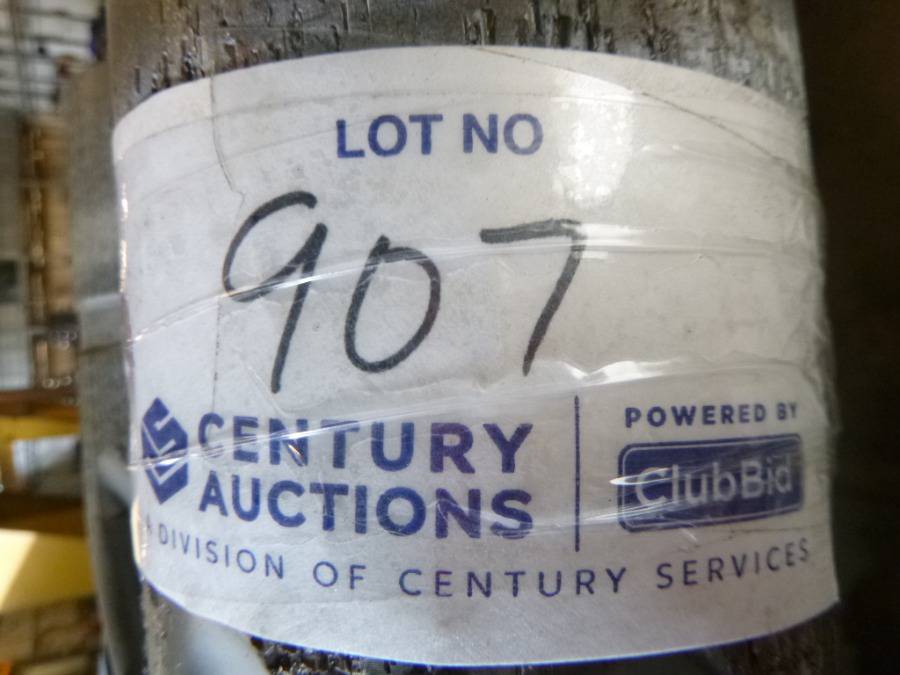 LOT NO
907
CENTURY
AUCTIONS
POWERED BY
ClubBid
A DIVISION OF CENTURY SERVICES